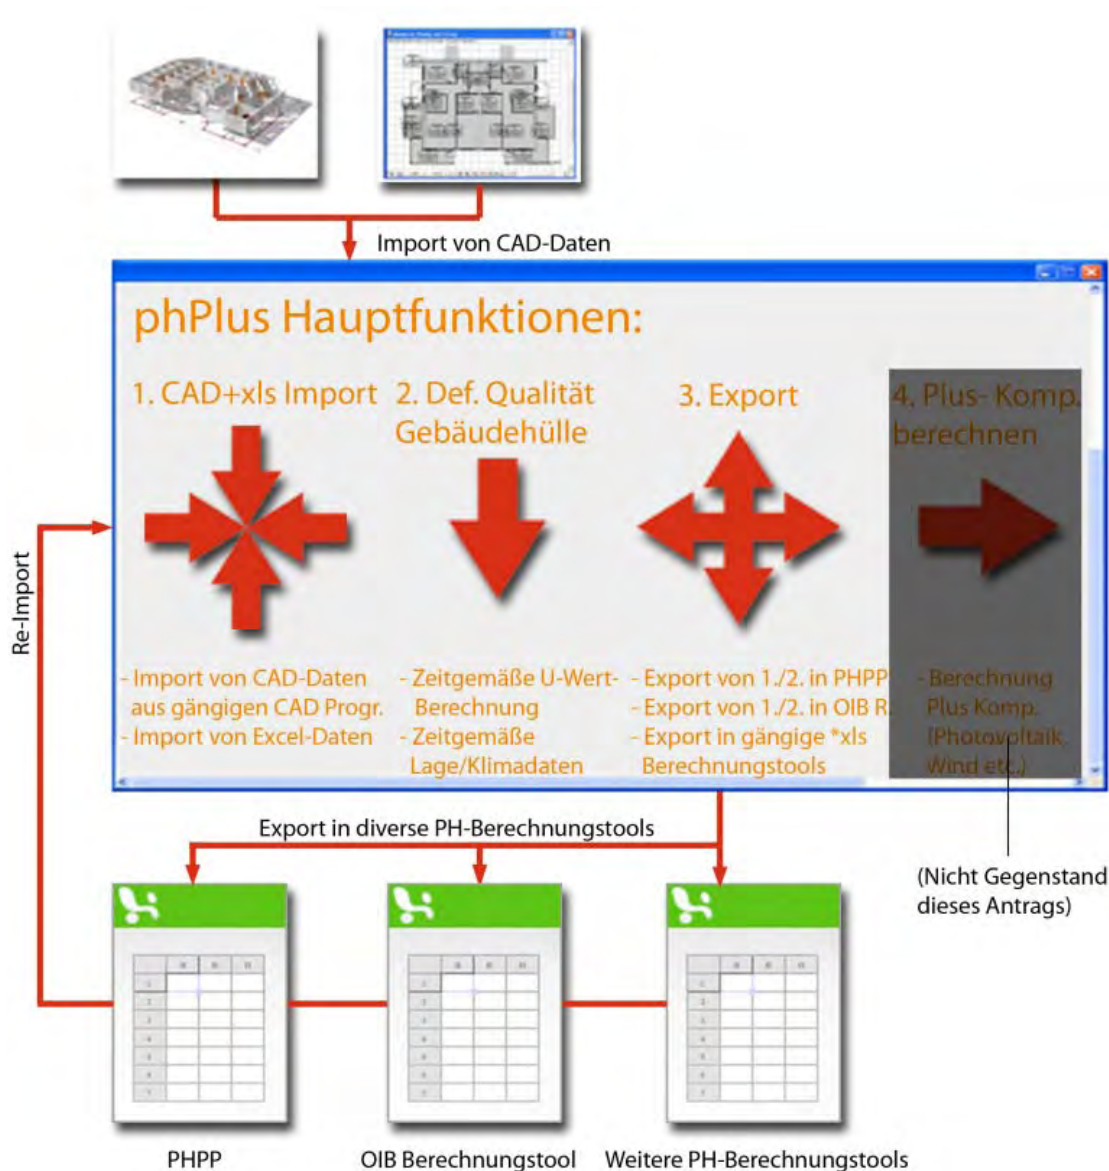 Import von CAD-Daten
phPlus Hauptfunktionen:
1. CAD+xls Import
2. Def. Qualität
Gebäudehülle
3. Export
4. Plus- Komp.
berechnen
Re-Import
- Import von CAD-Daten
aus gängigen CAD Progr.
- Import von Excel-Daten
- Zeitgemäße U-Wert-
Berechnung
- Zeitgemäße
Lage/Klimadaten
- Export von 1./2. in PHPP
- Export von 1./2. in OIB R.
- Export in gängige *xls
Berechnungstools
- Berechnung
Plus Komp.
(Photovoltaik,
Wind etc.)
Export in diverse PH-Berechnungstools
(Nicht Gegenstand
dieses Antrags)
PHPP
OIB Berechnungstool
Weitere PH-Berechnungstools